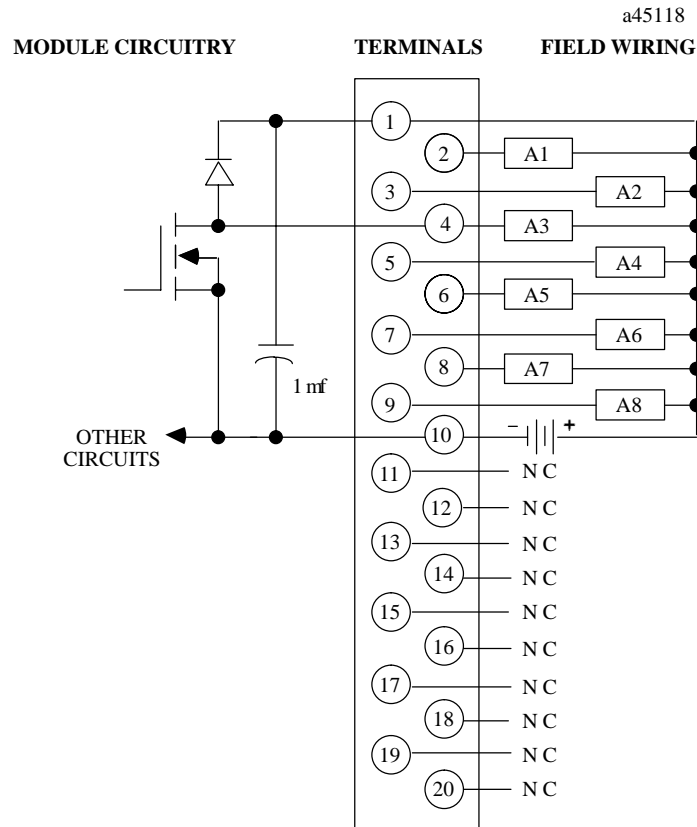 a45118
MODULE CIRCUITRY TERMINALS FIELD WIRING
1
2 A1
3 A2
4 A3
5 A4
6 A5
7 A6
8 A7
1 mf
9 A8
OTHER
CIRCUITS
10 - +
11 N C
12 N C
13 N C
14 N C
15 N C
16 N C
17 N C
18 N C
19 N C
20 N C